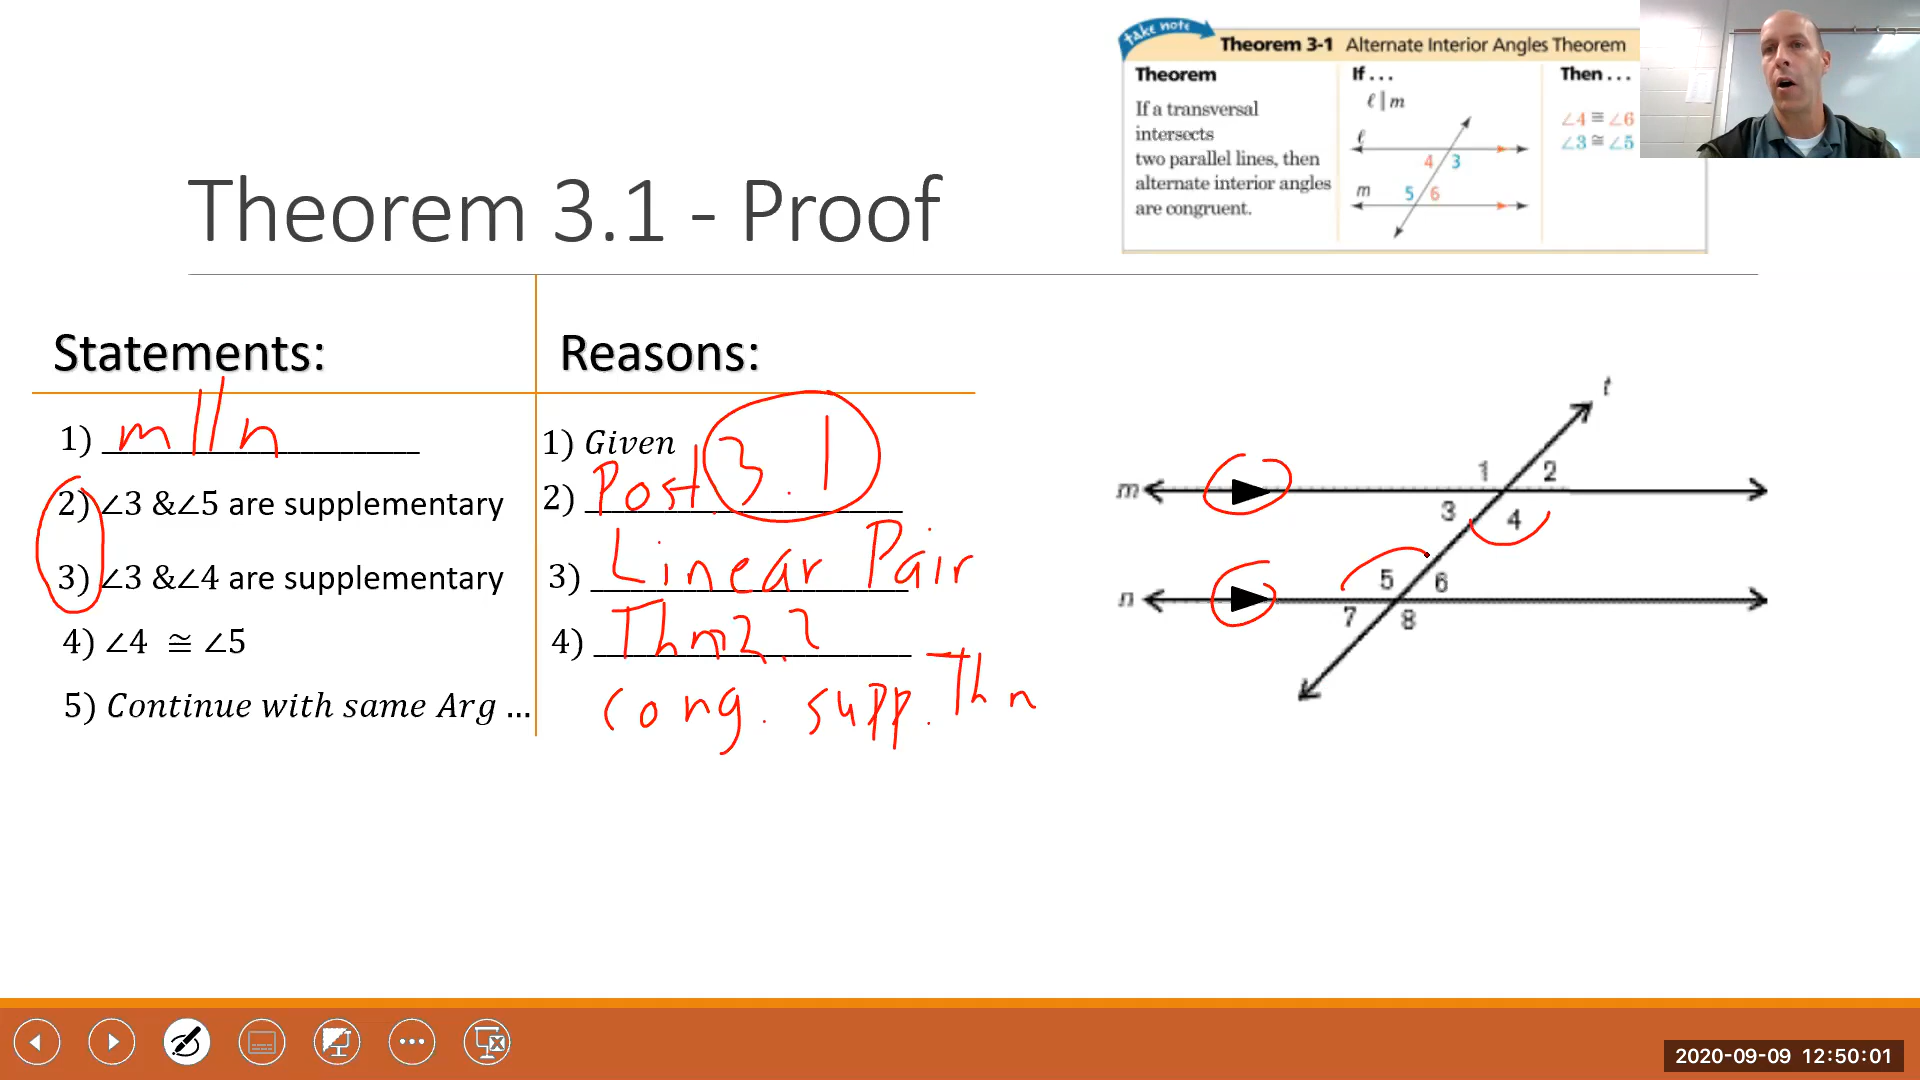 take note
Theorem 3-1 Alternate Interior Angles Theorem
Theorem
If a transversal
intersects
two parallel lines, then
alternate interior angles
are congruent.
If . . .
ℓ | m
ℓ
4 3
m
5 6
Then . . .
∠4 ≅ ∠6
∠3 ≅ ∠5
Theorem 3.1 - Proof
Statements:
Reasons:
1) m || n
1) Given
2) ∠3 &∠5 are supplementary
2) Post. 3.1
3) ∠3 &∠4 are supplementary
3) Linear Pair
4) ∠4 ≅ ∠5
4) Thm 2.2
cong. supp. Thm
5) Continue with same Arg ...
t
m
1 2
3 4
n
5 6
7 8
2020-09-09 12:50:01